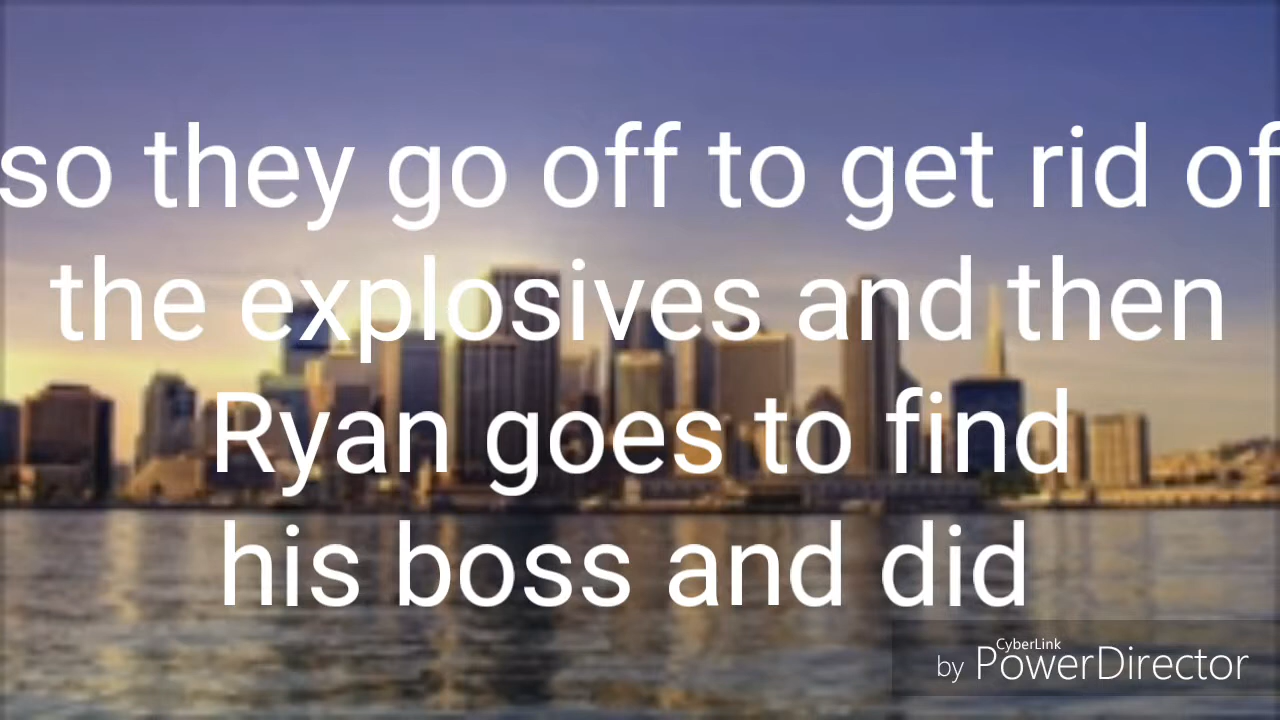 so they go off to get rid of
the explosives and then
Ryan goes to find
his boss and did
CyberLink
by PowerDirector